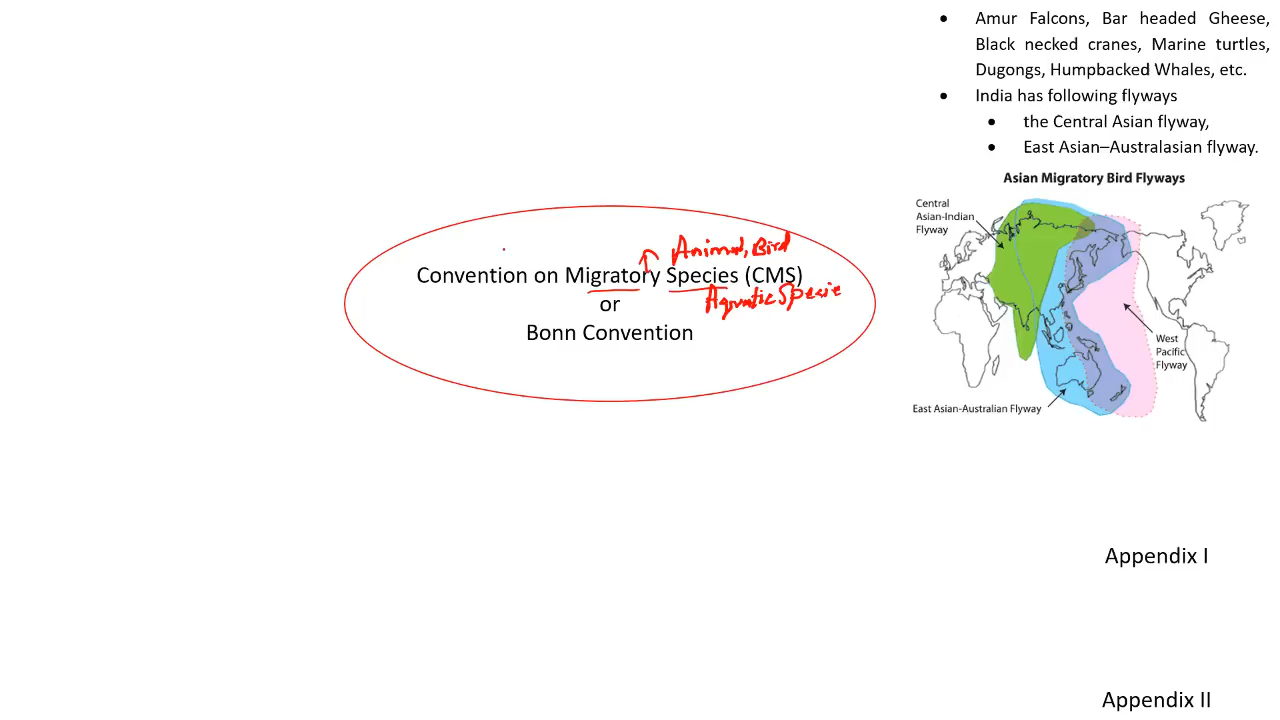 • Amur Falcons, Bar headed Gheese,
Black necked cranes, Marine turtles,
Dugongs, Humpbacked Whales, etc.
• India has following flyways
• the Central Asian flyway,
• East Asian–Australasian flyway.
Asian Migratory Bird Flyways
Central
Asian-Indian
Flyway
West
Pacific
Flyway
East Asian-Australian Flyway
Animal, Bird
Convention on Migratory Species (CMS)
Aquatic Specie
or
Bonn Convention
Appendix I
Appendix II